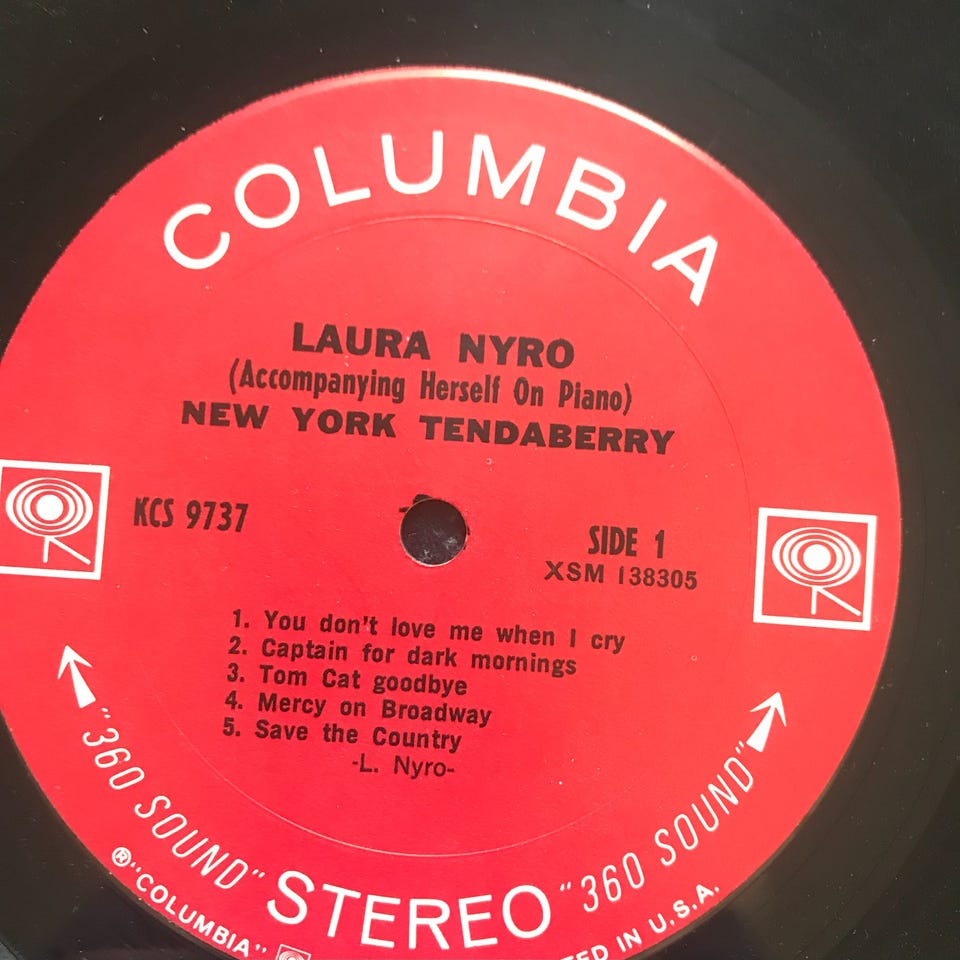 COLUMBIA
LAURA NYRO
(Accompanying Herself On Piano)
NEW YORK TENDABERRY
KCS 9737
SIDE 1
XSM 138305
1. You don't love me when I cry
2. Captain for dark mornings
3. Tom Cat goodbye
4. Mercy on Broadway
5. Save the Country
-L. Nyro-
"360 SOUND" STEREO "360 SOUND"
®"COLUMBIA" TED IN U.S.A.